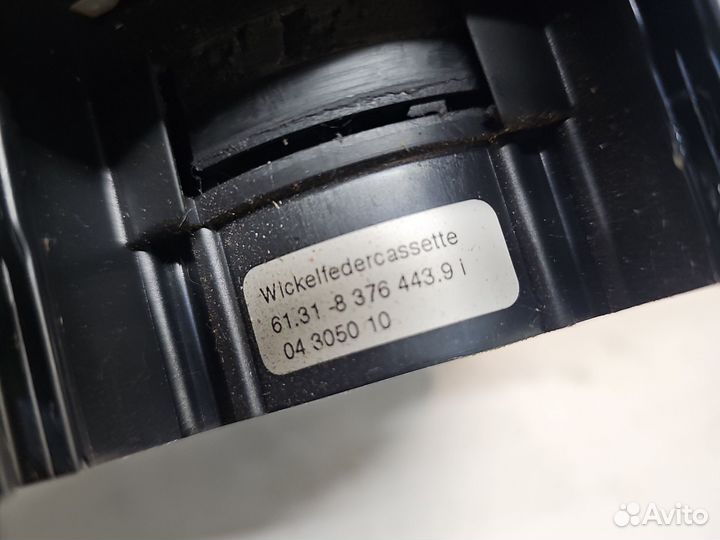 Wickelfedercassette
61.31 -8 376 443.9 i
04 3050 10
Avito